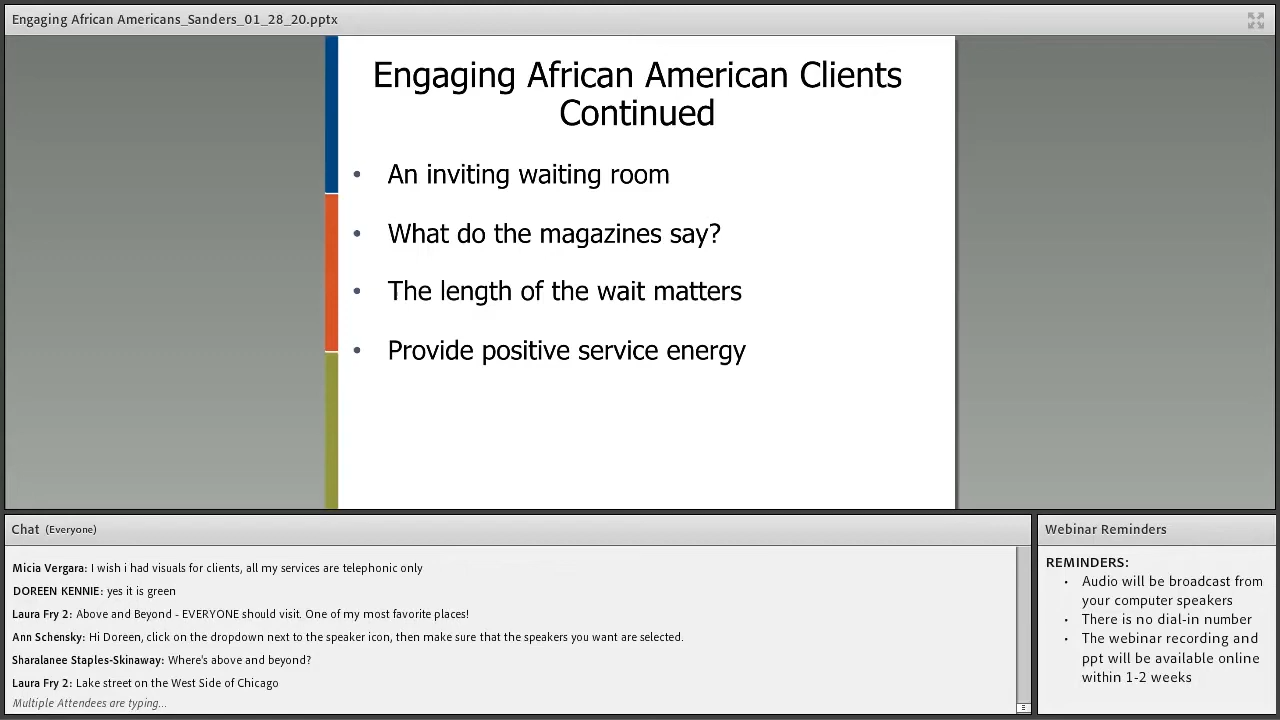 Engaging African Americans_Sanders_01_28_20.pptx
Engaging African American Clients
Continued
• An inviting waiting room
• What do the magazines say?
• The length of the wait matters
• Provide positive service energy
Chat (Everyone)
Micia Vergara: I wish i had visuals for clients, all my services are telephonic only
DOREEN KENNIE: yes it is green
Laura Fry 2: Above and Beyond - EVERYONE should visit. One of my most favorite places!
Ann Schensky: Hi Doreen, click on the dropdown next to the speaker icon, then make sure that the speakers you want are selected.
Sharalanee Staples-Skinaway: Where's above and beyond?
Laura Fry 2: Lake street on the West Side of Chicago
Multiple Attendees are typing...
Webinar Reminders
REMINDERS:
• Audio will be broadcast from
your computer speakers
• There is no dial-in number
• The webinar recording and
ppt will be available online
within 1-2 weeks